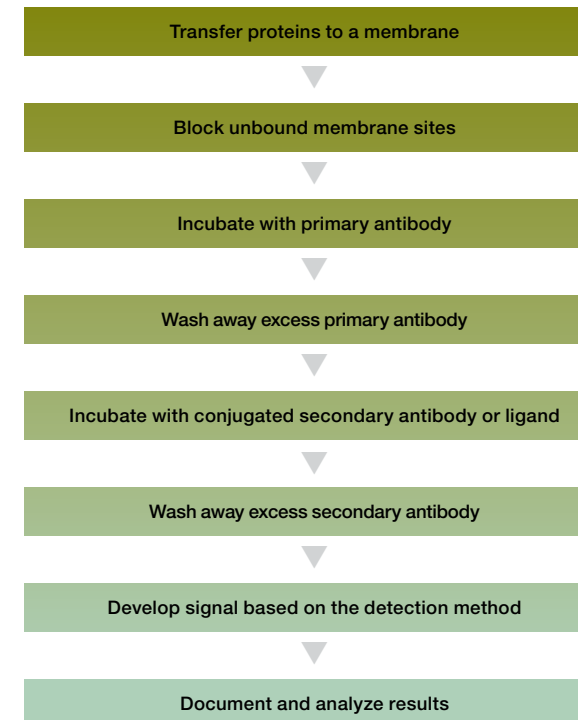 Transfer proteins to a membrane
Block unbound membrane sites
Incubate with primary antibody
Wash away excess primary antibody
Incubate with conjugated secondary antibody or ligand
Wash away excess secondary antibody
Develop signal based on the detection method
Document and analyze results